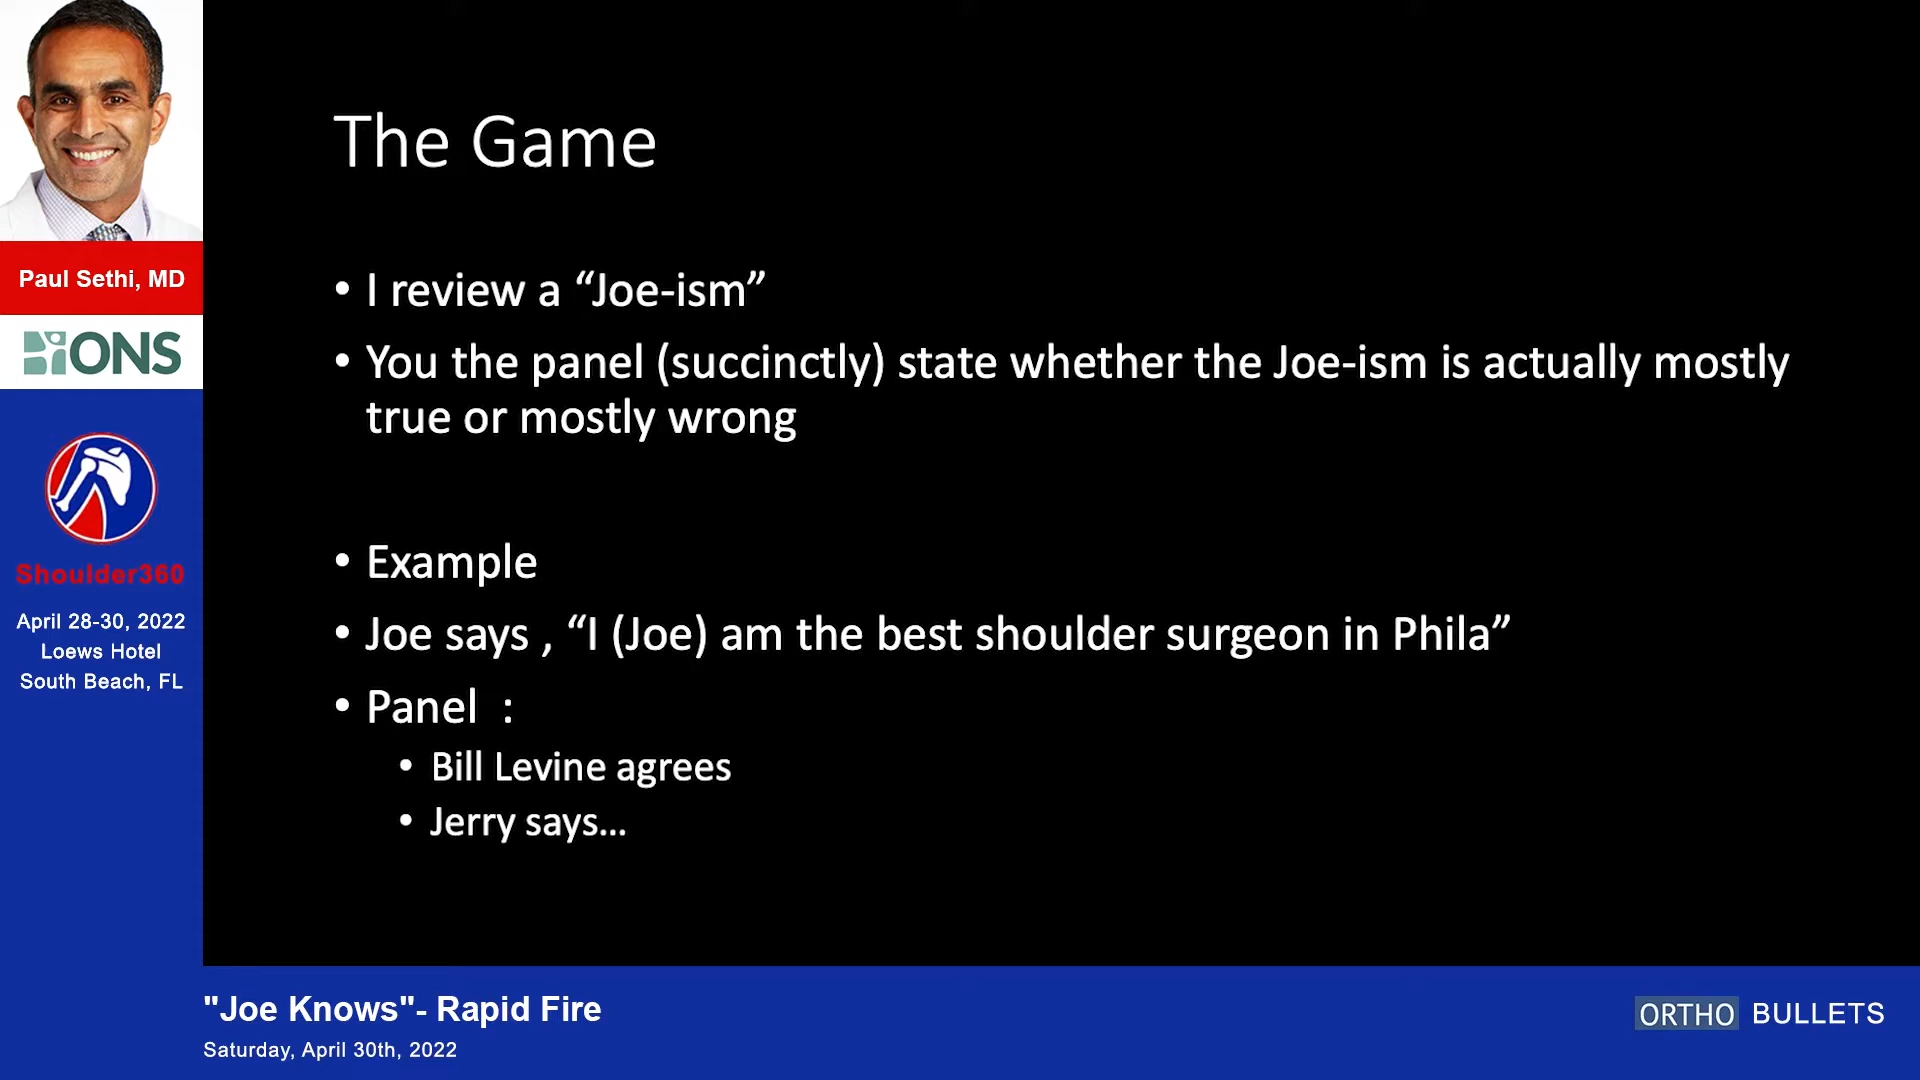 Paul Sethi, MD
ONS
Shoulder360
April 28-30, 2022
Loews Hotel
South Beach, FL
The Game
• I review a “Joe-ism”
• You the panel (succinctly) state whether the Joe-ism is actually mostly
true or mostly wrong
• Example
• Joe says , “I (Joe) am the best shoulder surgeon in Phila”
• Panel :
• Bill Levine agrees
• Jerry says...
"Joe Knows"- Rapid Fire
Saturday, April 30th, 2022
ORTHO BULLETS